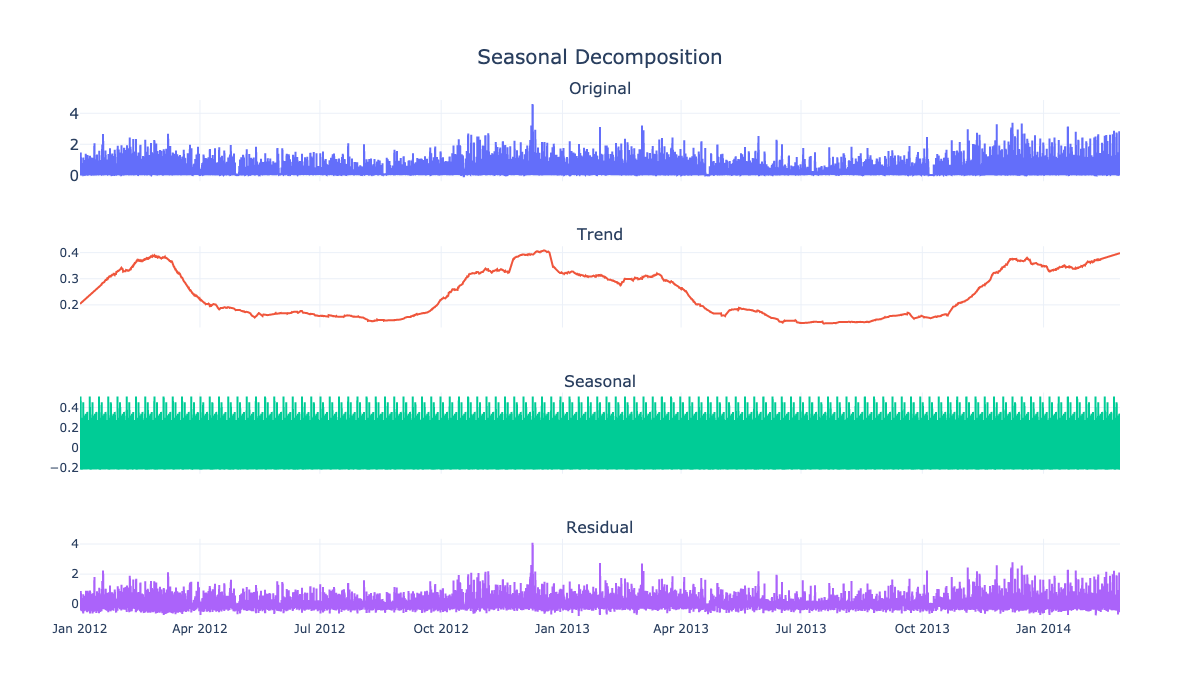 Seasonal Decomposition
Original
4
2
0
Trend
0.4
0.3
0.2
Seasonal
0.4
0.2
0
−0.2
Residual
4
2
0
Jan 2012 Apr 2012 Jul 2012 Oct 2012 Jan 2013 Apr 2013 Jul 2013 Oct 2013 Jan 2014